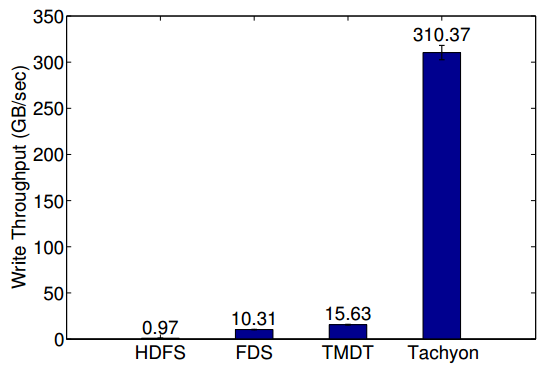 Write Throughput (GB/sec)
350
300
250
200
150
100
50
0
0.97
10.31
15.63
310.37
HDFS
FDS
TMDT
Tachyon